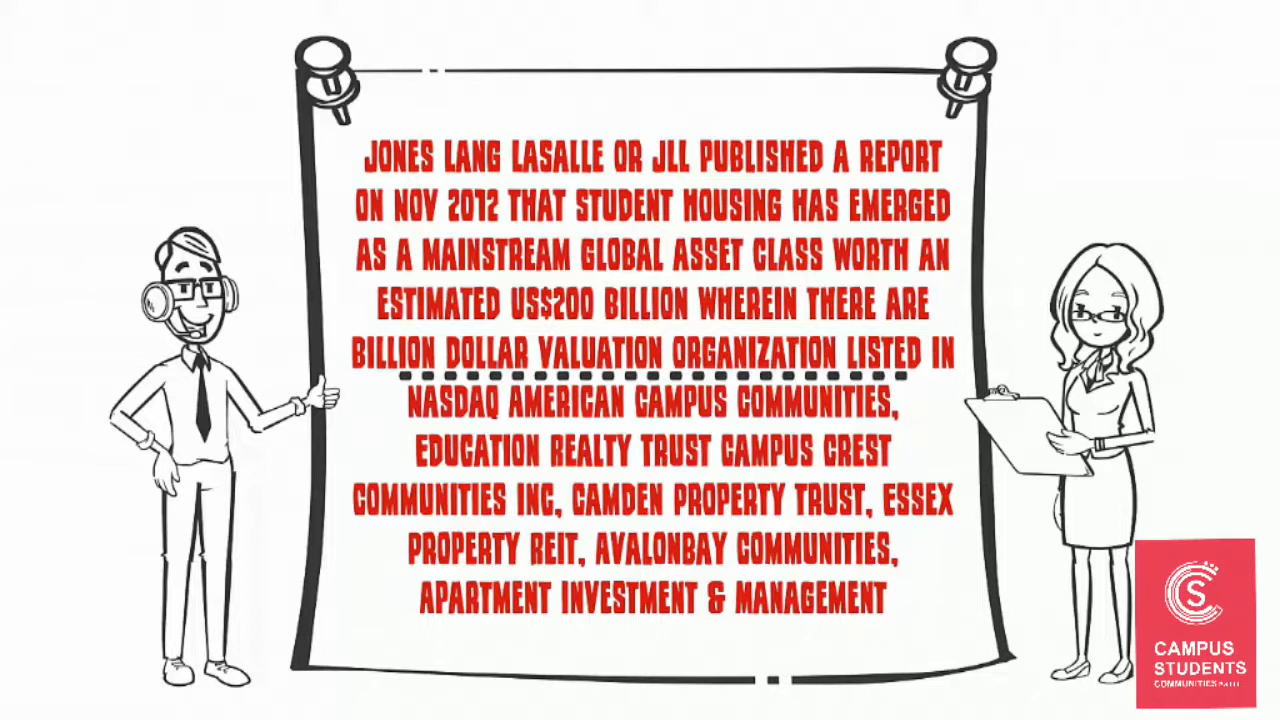 JONES LANG LASALLE OR JLL PUBLISHED A REPORT
ON NOV 2012 THAT STUDENT HOUSING HAS EMERGED
AS A MAINSTREAM GLOBAL ASSET CLASS WORTH AN
ESTIMATED US$200 BILLION WHEREIN THERE ARE
BILLION DOLLAR VALUATION ORGANIZATION LISTED IN
NASDAQ AMERICAN CAMPUS COMMUNITIES,
EDUCATION REALTY TRUST CAMPUS CREST
COMMUNITIES INC, CAMDEN PROPERTY TRUST, ESSEX
PROPERTY REIT, AVALONBAY COMMUNITIES,
APARTMENT INVESTMENT & MANAGEMENT
CS
CAMPUS
STUDENTS
COMMUNITIES